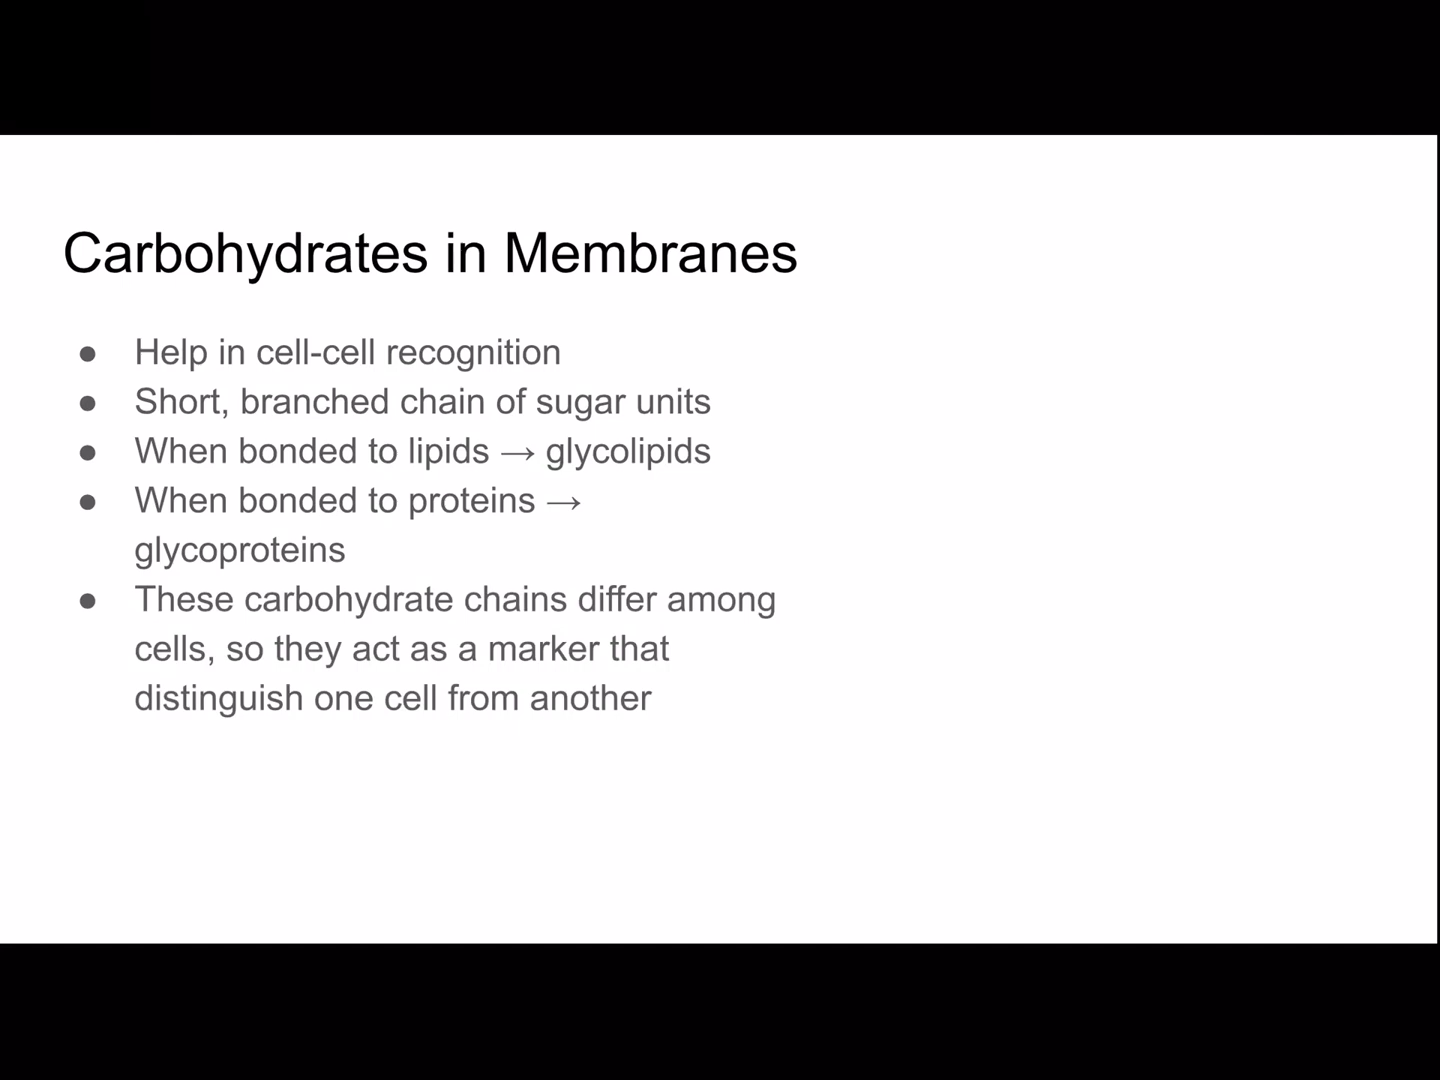 Carbohydrates in Membranes
● Help in cell-cell recognition
● Short, branched chain of sugar units
● When bonded to lipids → glycolipids
● When bonded to proteins →
glycoproteins
● These carbohydrate chains differ among
cells, so they act as a marker that
distinguish one cell from another